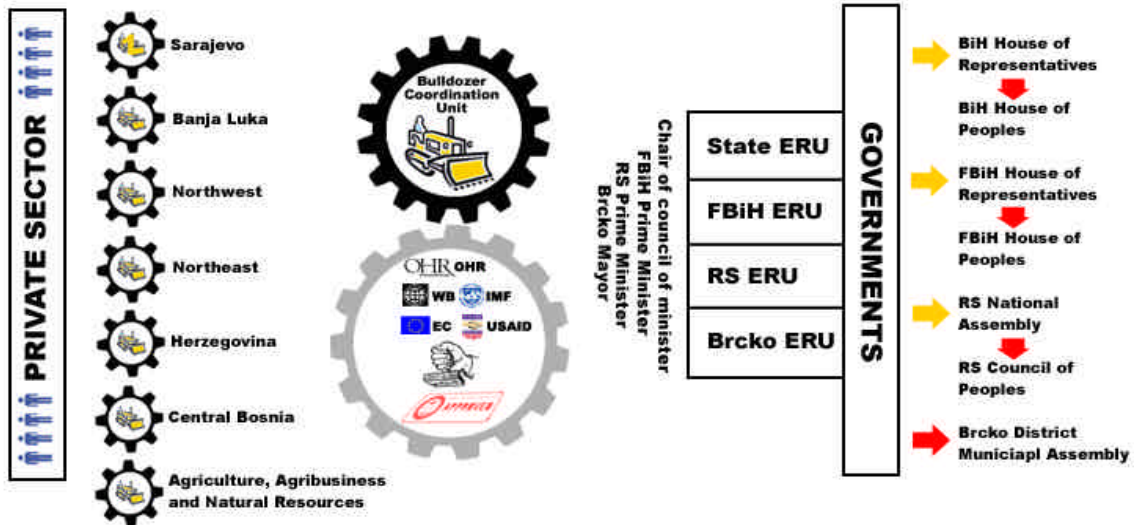 PRIVATE SECTOR
Sarajevo
Banja Luka
Northwest
Northeast
Herzegovina
Central Bosnia
Agriculture, Agribusiness
and Natural Resources
Bulldozer
Coordination
Unit
OHR OHR
WB IMF
EC USAID
APPROVED
Chair of council of minister
FBiH Prime Minister
RS Prime Minister
Brcko Mayor
State ERU
FBiH ERU
RS ERU
Brcko ERU
GOVERNMENTS
BiH House of
Representatives
BiH House of
Peoples
FBiH House of
Representatives
FBiH House of
Peoples
RS National
Assembly
RS Council of
Peoples
Brcko District
Municiapl Assembly